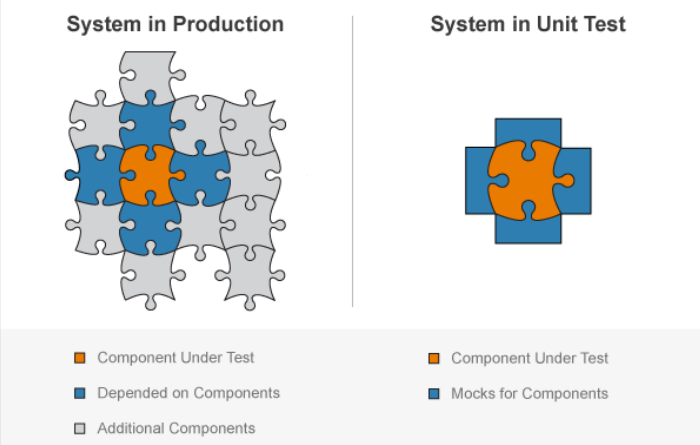 System in Production
System in Unit Test
Component Under Test
Depended on Components
Additional Components
Component Under Test
Mocks for Components